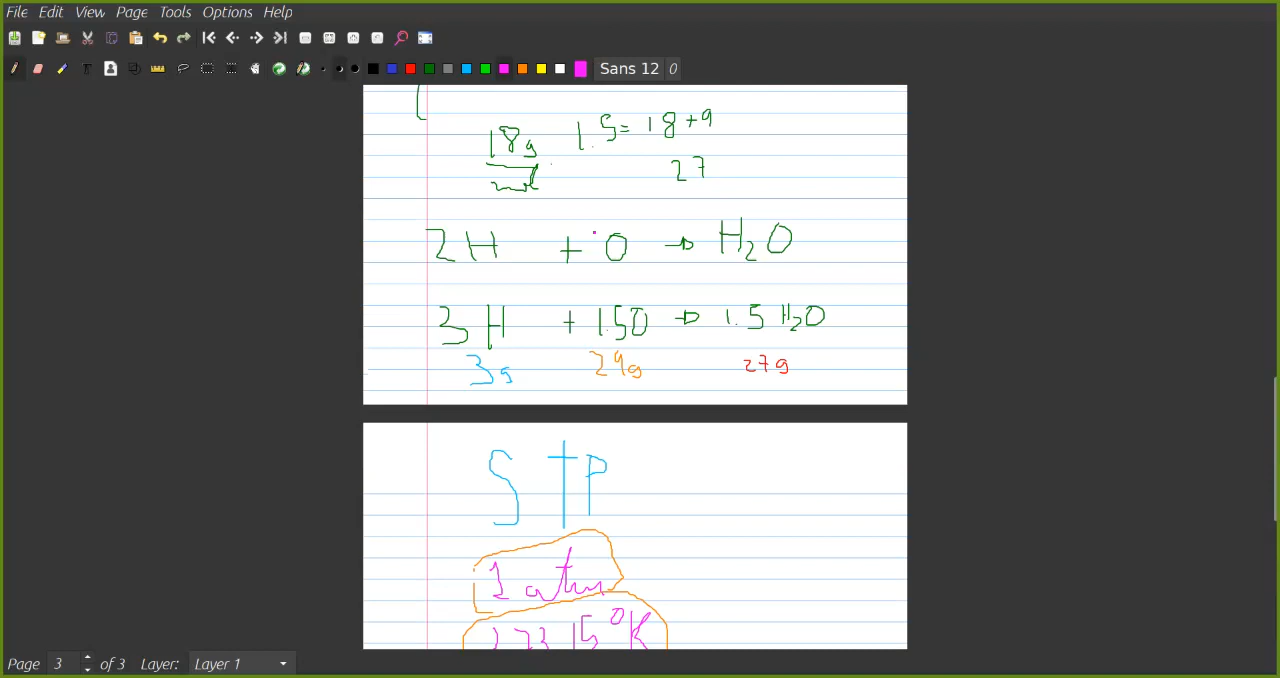 File Edit View Page Tools Options Help
Sans 12 0
18g 1.5= 18+9
mol 27
2H + O → H2O
3H + 1.5O → 1.5 H2O
3g 24g 27g
STP
1 atm
273.15°K
Page 3 of 3 Layer: Layer 1